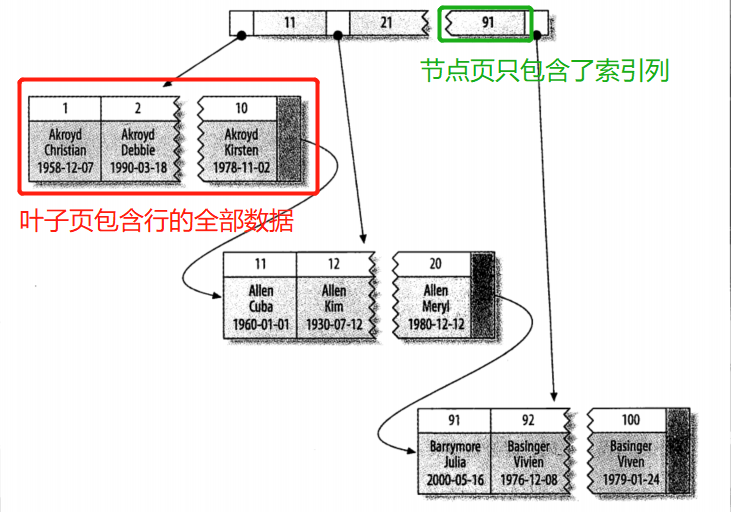 11 21 91
节点页只包含了索引列
1 2 10
Akroyd Akroyd Akroyd
Christian Debbie Kirsten
1958-12-07 1990-03-18 1978-11-02
叶子页包含行的全部数据
11 12 20
Allen Allen Allen
Cuba Kim Meryl
1960-01-01 1930-07-12 1980-12-12
91 92 100
Barrymore Basinger Basinger
Julia Vivien Viven
2000-05-16 1976-12-08 1979-01-24